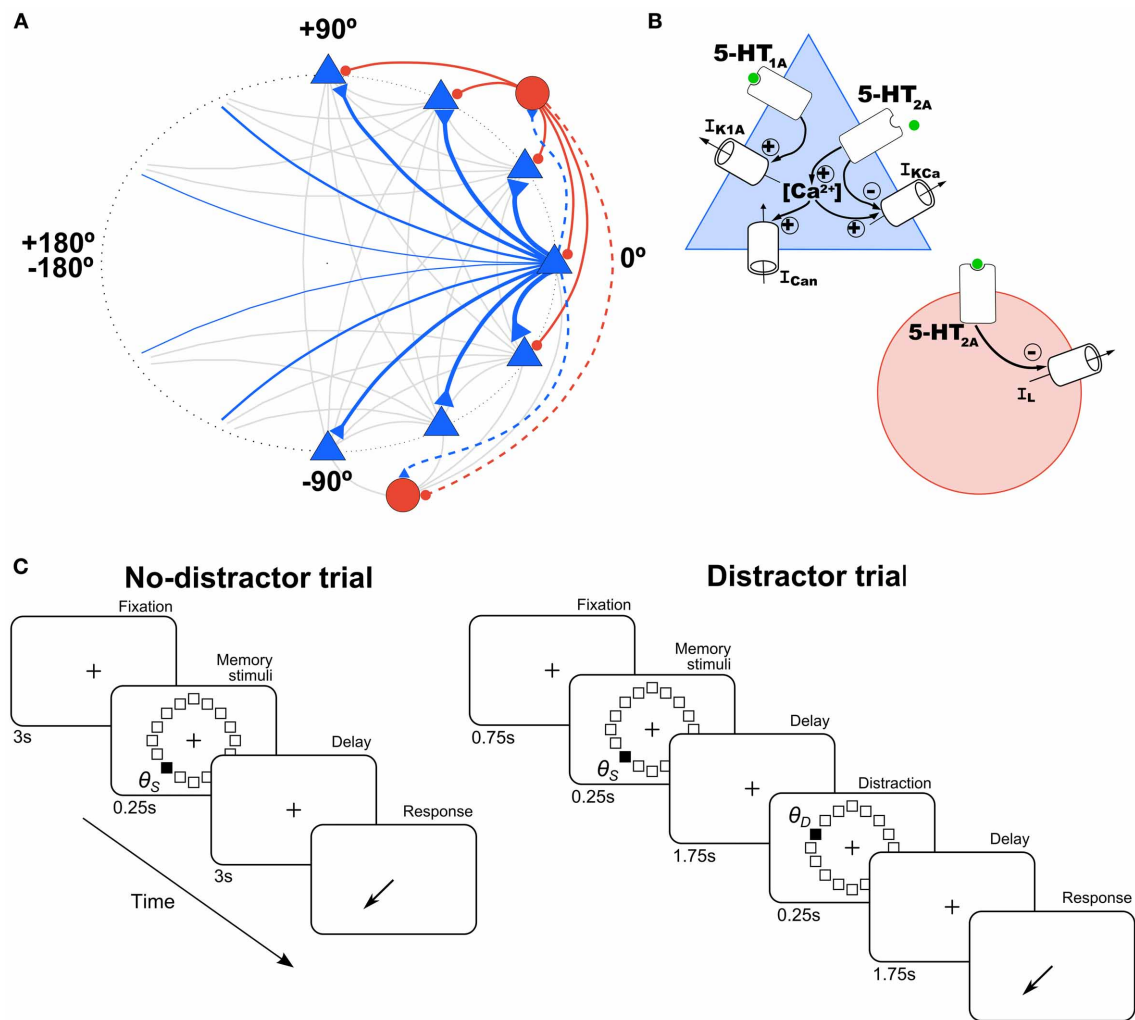 A
+90º
+180º
-180º
0º
-90º
B
5-HT1A
5-HT2A
IK1A
+
+
[Ca²⁺]
-
IKCa
+
+
ICan
5-HT2A
-
IL
C
No-distractor trial
Fixation
3s
Memory
stimuli
θS
0.25s
Delay
3s
Response
Time
Distractor trial
Fixation
0.75s
Memory
stimuli
θS
0.25s
Delay
1.75s
Distraction
θD
0.25s
Delay
1.75s
Response